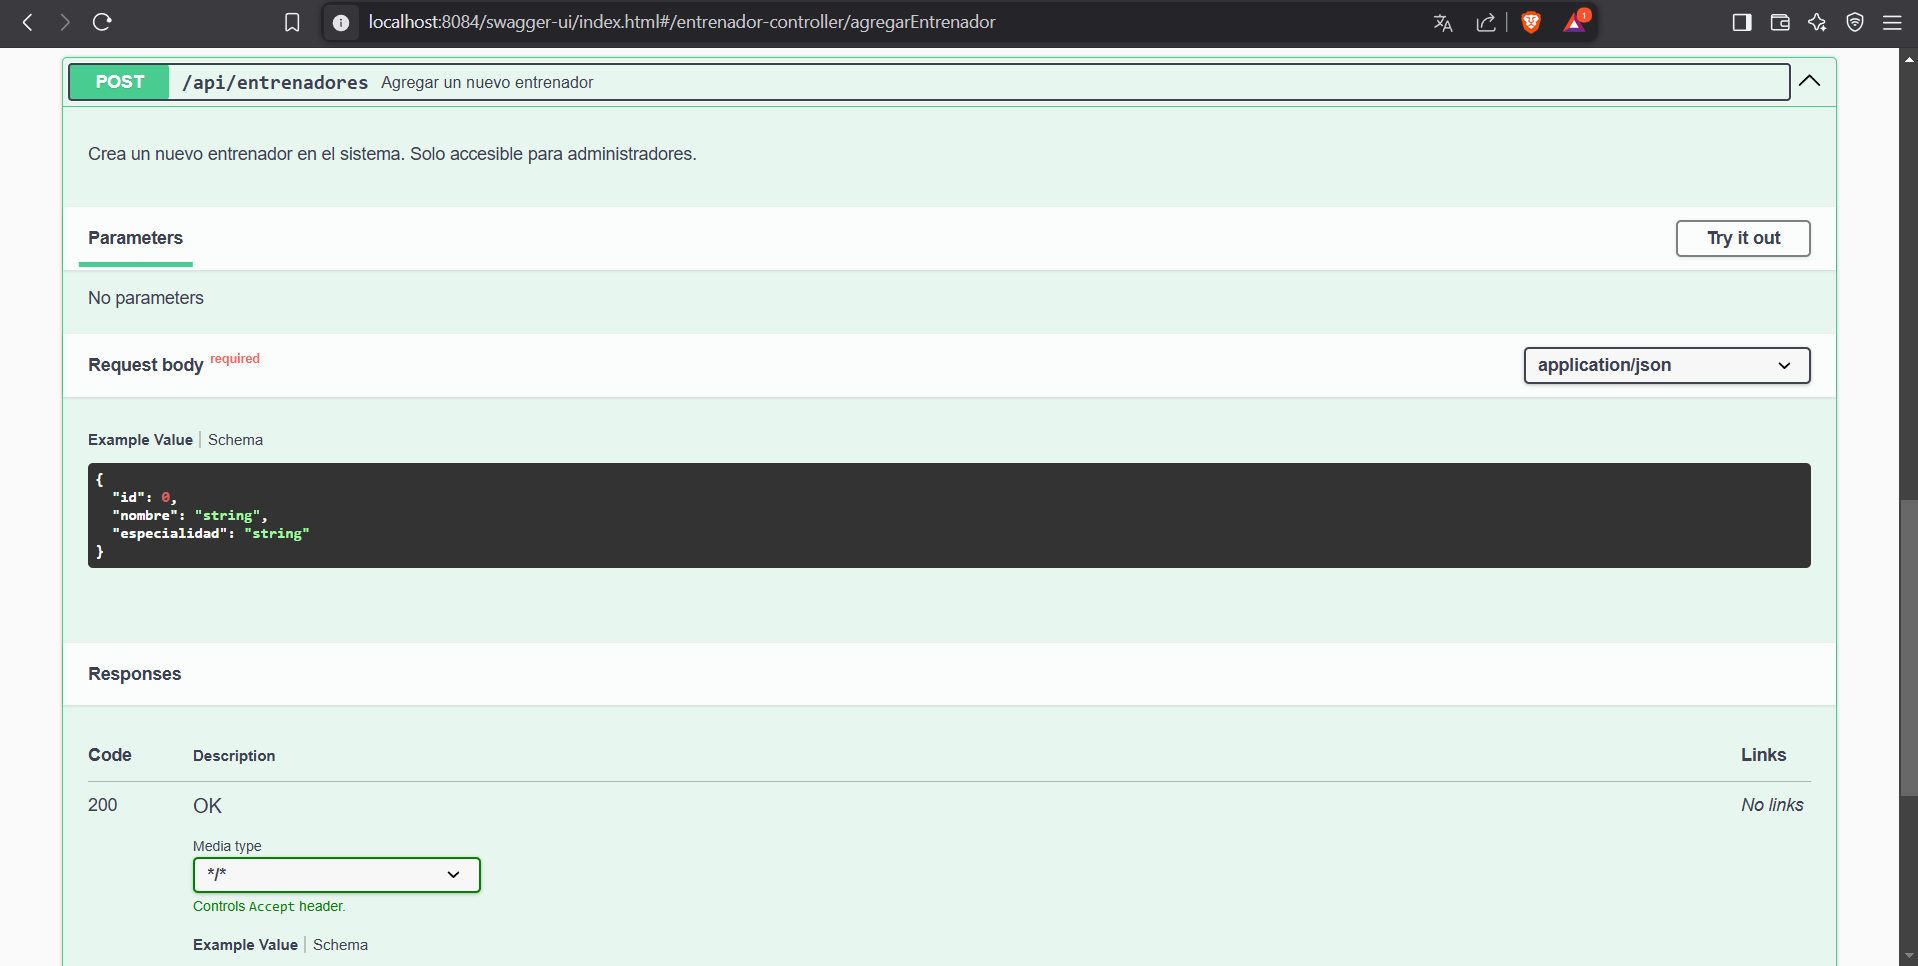 localhost:8084/swagger-ui/index.html#/entrenador-controller/agregarEntrenador
1
POST /api/entrenadores Agregar un nuevo entrenador
Crea un nuevo entrenador en el sistema. Solo accesible para administradores.
Parameters
Try it out
No parameters
Request body required
application/json
Example Value | Schema
{
  "id": 0,
  "nombre": "string",
  "especialidad": "string"
}
Responses
Code Description Links
200 OK No links
Media type
*/*
Controls Accept header.
Example Value | Schema